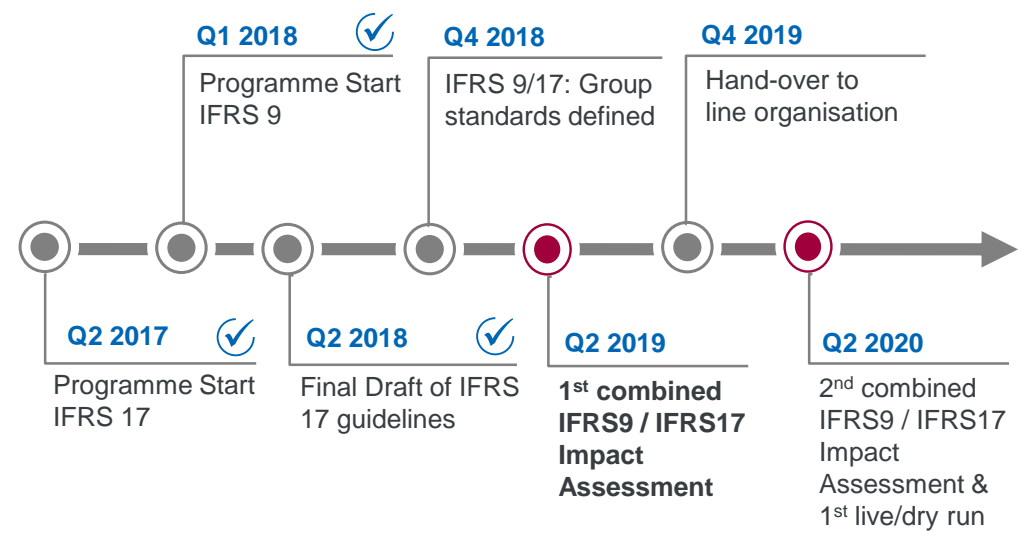 Q1 2018
Programme Start
IFRS 9
Q4 2018
IFRS 9/17: Group
standards defined
Q4 2019
Hand-over to
line organisation
Q2 2017
Programme Start
IFRS 17
Q2 2018
Final Draft of IFRS
17 guidelines
Q2 2019
1st combined
IFRS9 / IFRS17
Impact
Assessment
Q2 2020
2nd combined
IFRS9 / IFRS17
Impact
Assessment &
1st live/dry run